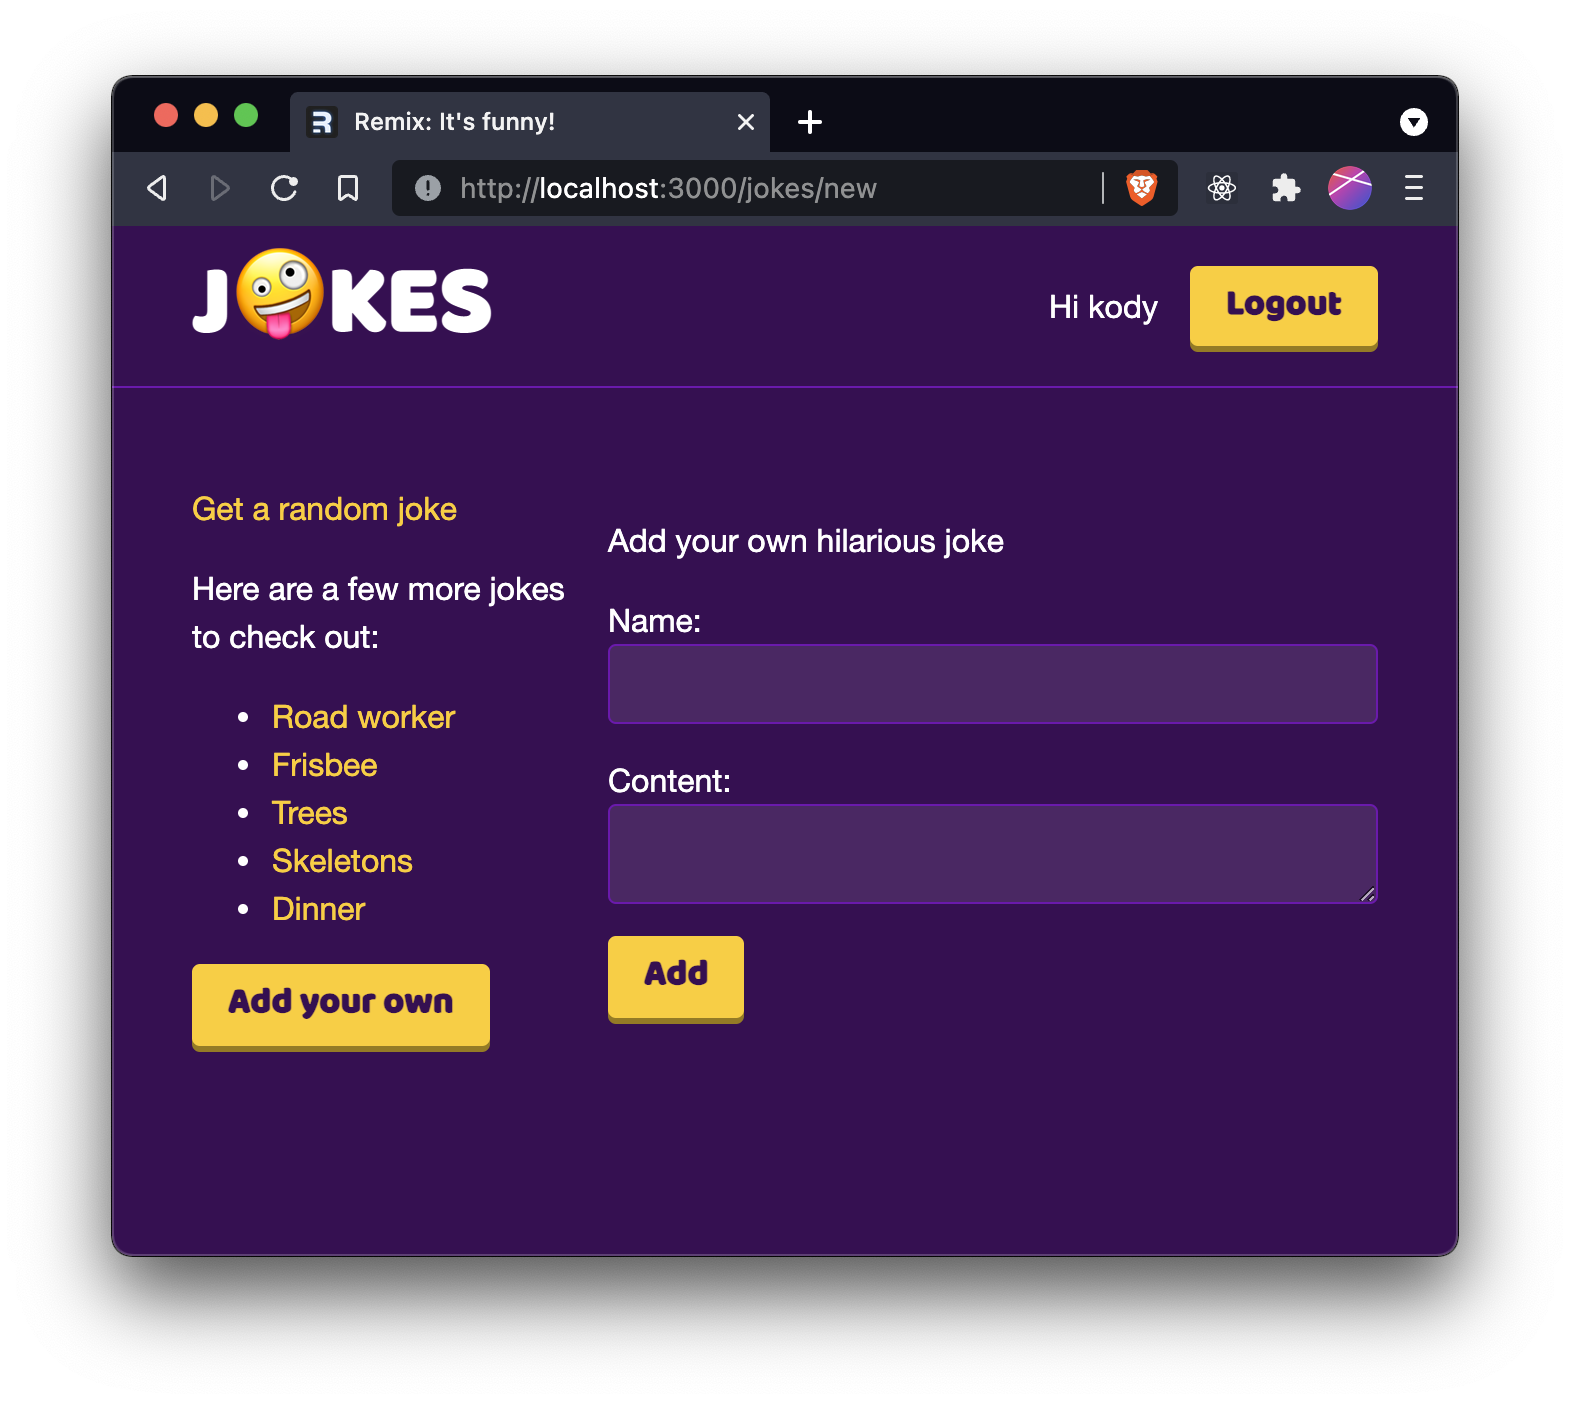 Remix: It's funny!
http://localhost:3000/jokes/new
J🤪KES
Hi kody
Logout
Get a random joke
Here are a few more jokes
to check out:
Road worker
Frisbee
Trees
Skeletons
Dinner
Add your own
Add your own hilarious joke
Name:
Content:
Add